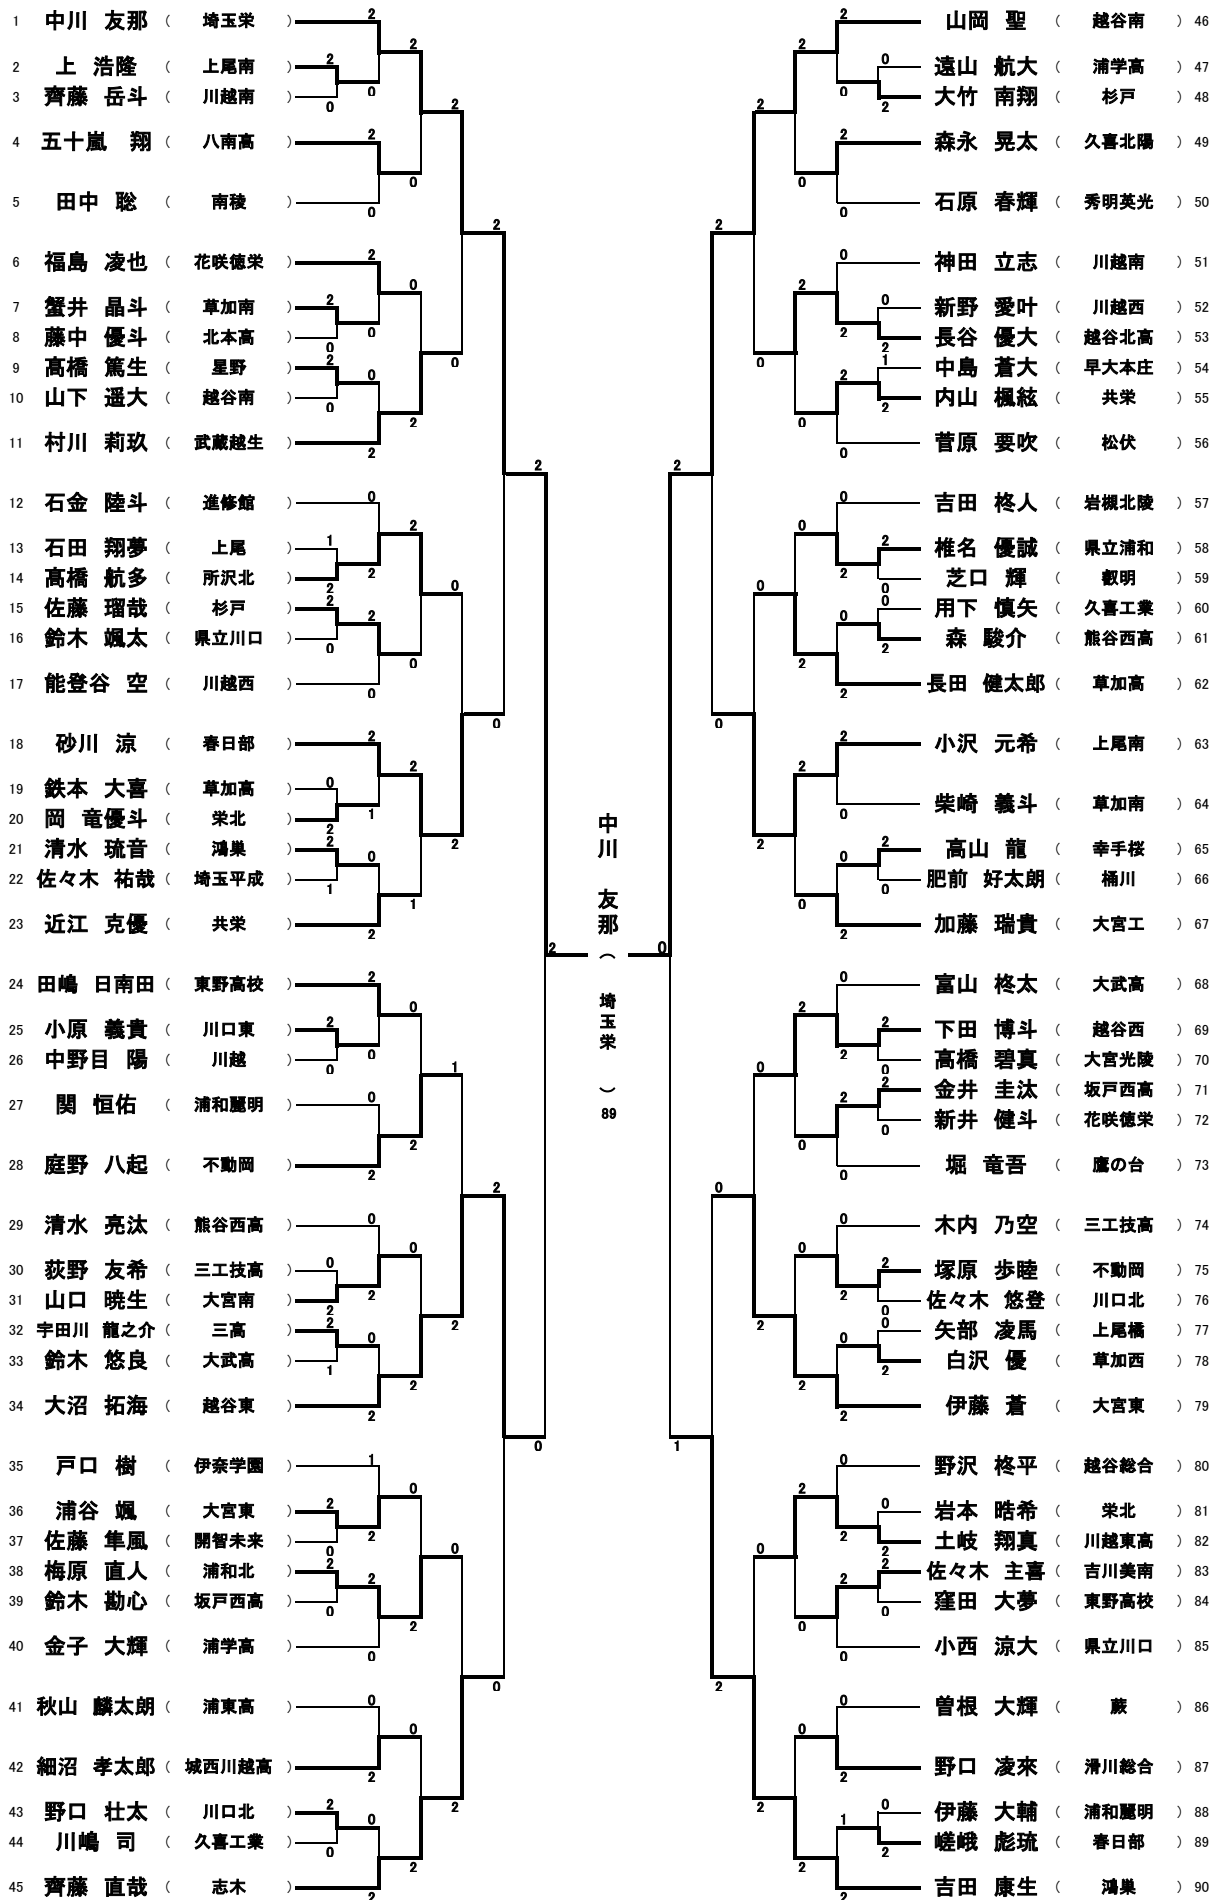 1 中川 友那 ( 埼玉栄 )
2 上 浩隆 ( 上尾南 )
3 齊藤 岳斗 ( 川越南 )
4 五十嵐 翔 ( 八南高 )
5 田中 聡 ( 南稜 )
6 福島 凌也 ( 花咲徳栄 )
7 蟹井 晶斗 ( 草加南 )
8 藤中 優斗 ( 北本高 )
9 高橋 篤生 ( 星野 )
10 山下 遥大 ( 越谷南 )
11 村川 莉玖 ( 武蔵越生 )
12 石金 陸斗 ( 進修館 )
13 石田 翔夢 ( 上尾 )
14 高橋 航多 ( 所沢北 )
15 佐藤 瑠哉 ( 杉戸 )
16 鈴木 颯太 ( 県立川口 )
17 能登谷 空 ( 川越西 )
18 砂川 涼 ( 春日部 )
19 鉄本 大喜 ( 草加高 )
20 岡 竜優斗 ( 栄北 )
21 清水 琉音 ( 鴻巣 )
22 佐々木 祐哉 ( 埼玉平成 )
23 近江 克優 ( 共栄 )
24 田嶋 日南田 ( 東野高校 )
25 小原 義貴 ( 川口東 )
26 中野目 陽 ( 川越 )
27 関 恒佑 ( 浦和麗明 )
28 庭野 八起 ( 不動岡 )
29 清水 亮汰 ( 熊谷西高 )
30 荻野 友希 ( 三工技高 )
31 山口 暁生 ( 大宮南 )
32 宇田川 龍之介 ( 三高 )
33 鈴木 悠良 ( 大武高 )
34 大沼 拓海 ( 越谷東 )
35 戸口 樹 ( 伊奈学園 )
36 浦谷 颯 ( 大宮東 )
37 佐藤 隼風 ( 開智未来 )
38 梅原 直人 ( 浦和北 )
39 鈴木 勘心 ( 坂戸西高 )
40 金子 大輝 ( 浦学高 )
41 秋山 麟太朗 ( 浦東高 )
42 細沼 孝太郎 ( 城西川越高 )
43 野口 壮太 ( 川口北 )
44 川嶋 司 ( 久喜工業 )
45 齊藤 直哉 ( 志木 )
中川 友那 ( 埼玉栄 ) 89
山岡 聖 ( 越谷南 ) 46
遠山 航大 ( 浦学高 ) 47
大竹 南翔 ( 杉戸 ) 48
森永 晃太 ( 久喜北陽 ) 49
石原 春輝 ( 秀明英光 ) 50
神田 立志 ( 川越南 ) 51
新野 愛叶 ( 川越西 ) 52
長谷 優大 ( 越谷北高 ) 53
中島 蒼大 ( 早大本庄 ) 54
内山 楓絃 ( 共栄 ) 55
菅原 要吹 ( 松伏 ) 56
吉田 柊人 ( 岩槻北陵 ) 57
椎名 優誠 ( 県立浦和 ) 58
芝口 輝 ( 叡明 ) 59
用下 慎矢 ( 久喜工業 ) 60
森 駿介 ( 熊谷西高 ) 61
長田 健太郎 ( 草加高 ) 62
小沢 元希 ( 上尾南 ) 63
柴崎 義斗 ( 草加南 ) 64
高山 龍 ( 幸手桜 ) 65
肥前 好太朗 ( 桶川 ) 66
加藤 瑞貴 ( 大宮工 ) 67
富山 柊太 ( 大武高 ) 68
下田 博斗 ( 越谷西 ) 69
高橋 碧真 ( 大宮光陵 ) 70
金井 圭汰 ( 坂戸西高 ) 71
新井 健斗 ( 花咲徳栄 ) 72
堀 竜吾 ( 鷹の台 ) 73
木内 乃空 ( 三工技高 ) 74
塚原 歩睦 ( 不動岡 ) 75
佐々木 悠登 ( 川口北 ) 76
矢部 凌馬 ( 上尾橘 ) 77
白沢 優 ( 草加西 ) 78
伊藤 蒼 ( 大宮東 ) 79
野沢 柊平 ( 越谷総合 ) 80
岩本 晧希 ( 栄北 ) 81
土岐 翔真 ( 川越東高 ) 82
佐々木 主喜 ( 吉川美南 ) 83
窪田 大夢 ( 東野高校 ) 84
小西 涼大 ( 県立川口 ) 85
曽根 大輝 ( 蕨 ) 86
野口 凌來 ( 滑川総合 ) 87
伊藤 大輔 ( 浦和麗明 ) 88
嵯峨 彪琉 ( 春日部 ) 89
吉田 康生 ( 鴻巣 ) 90